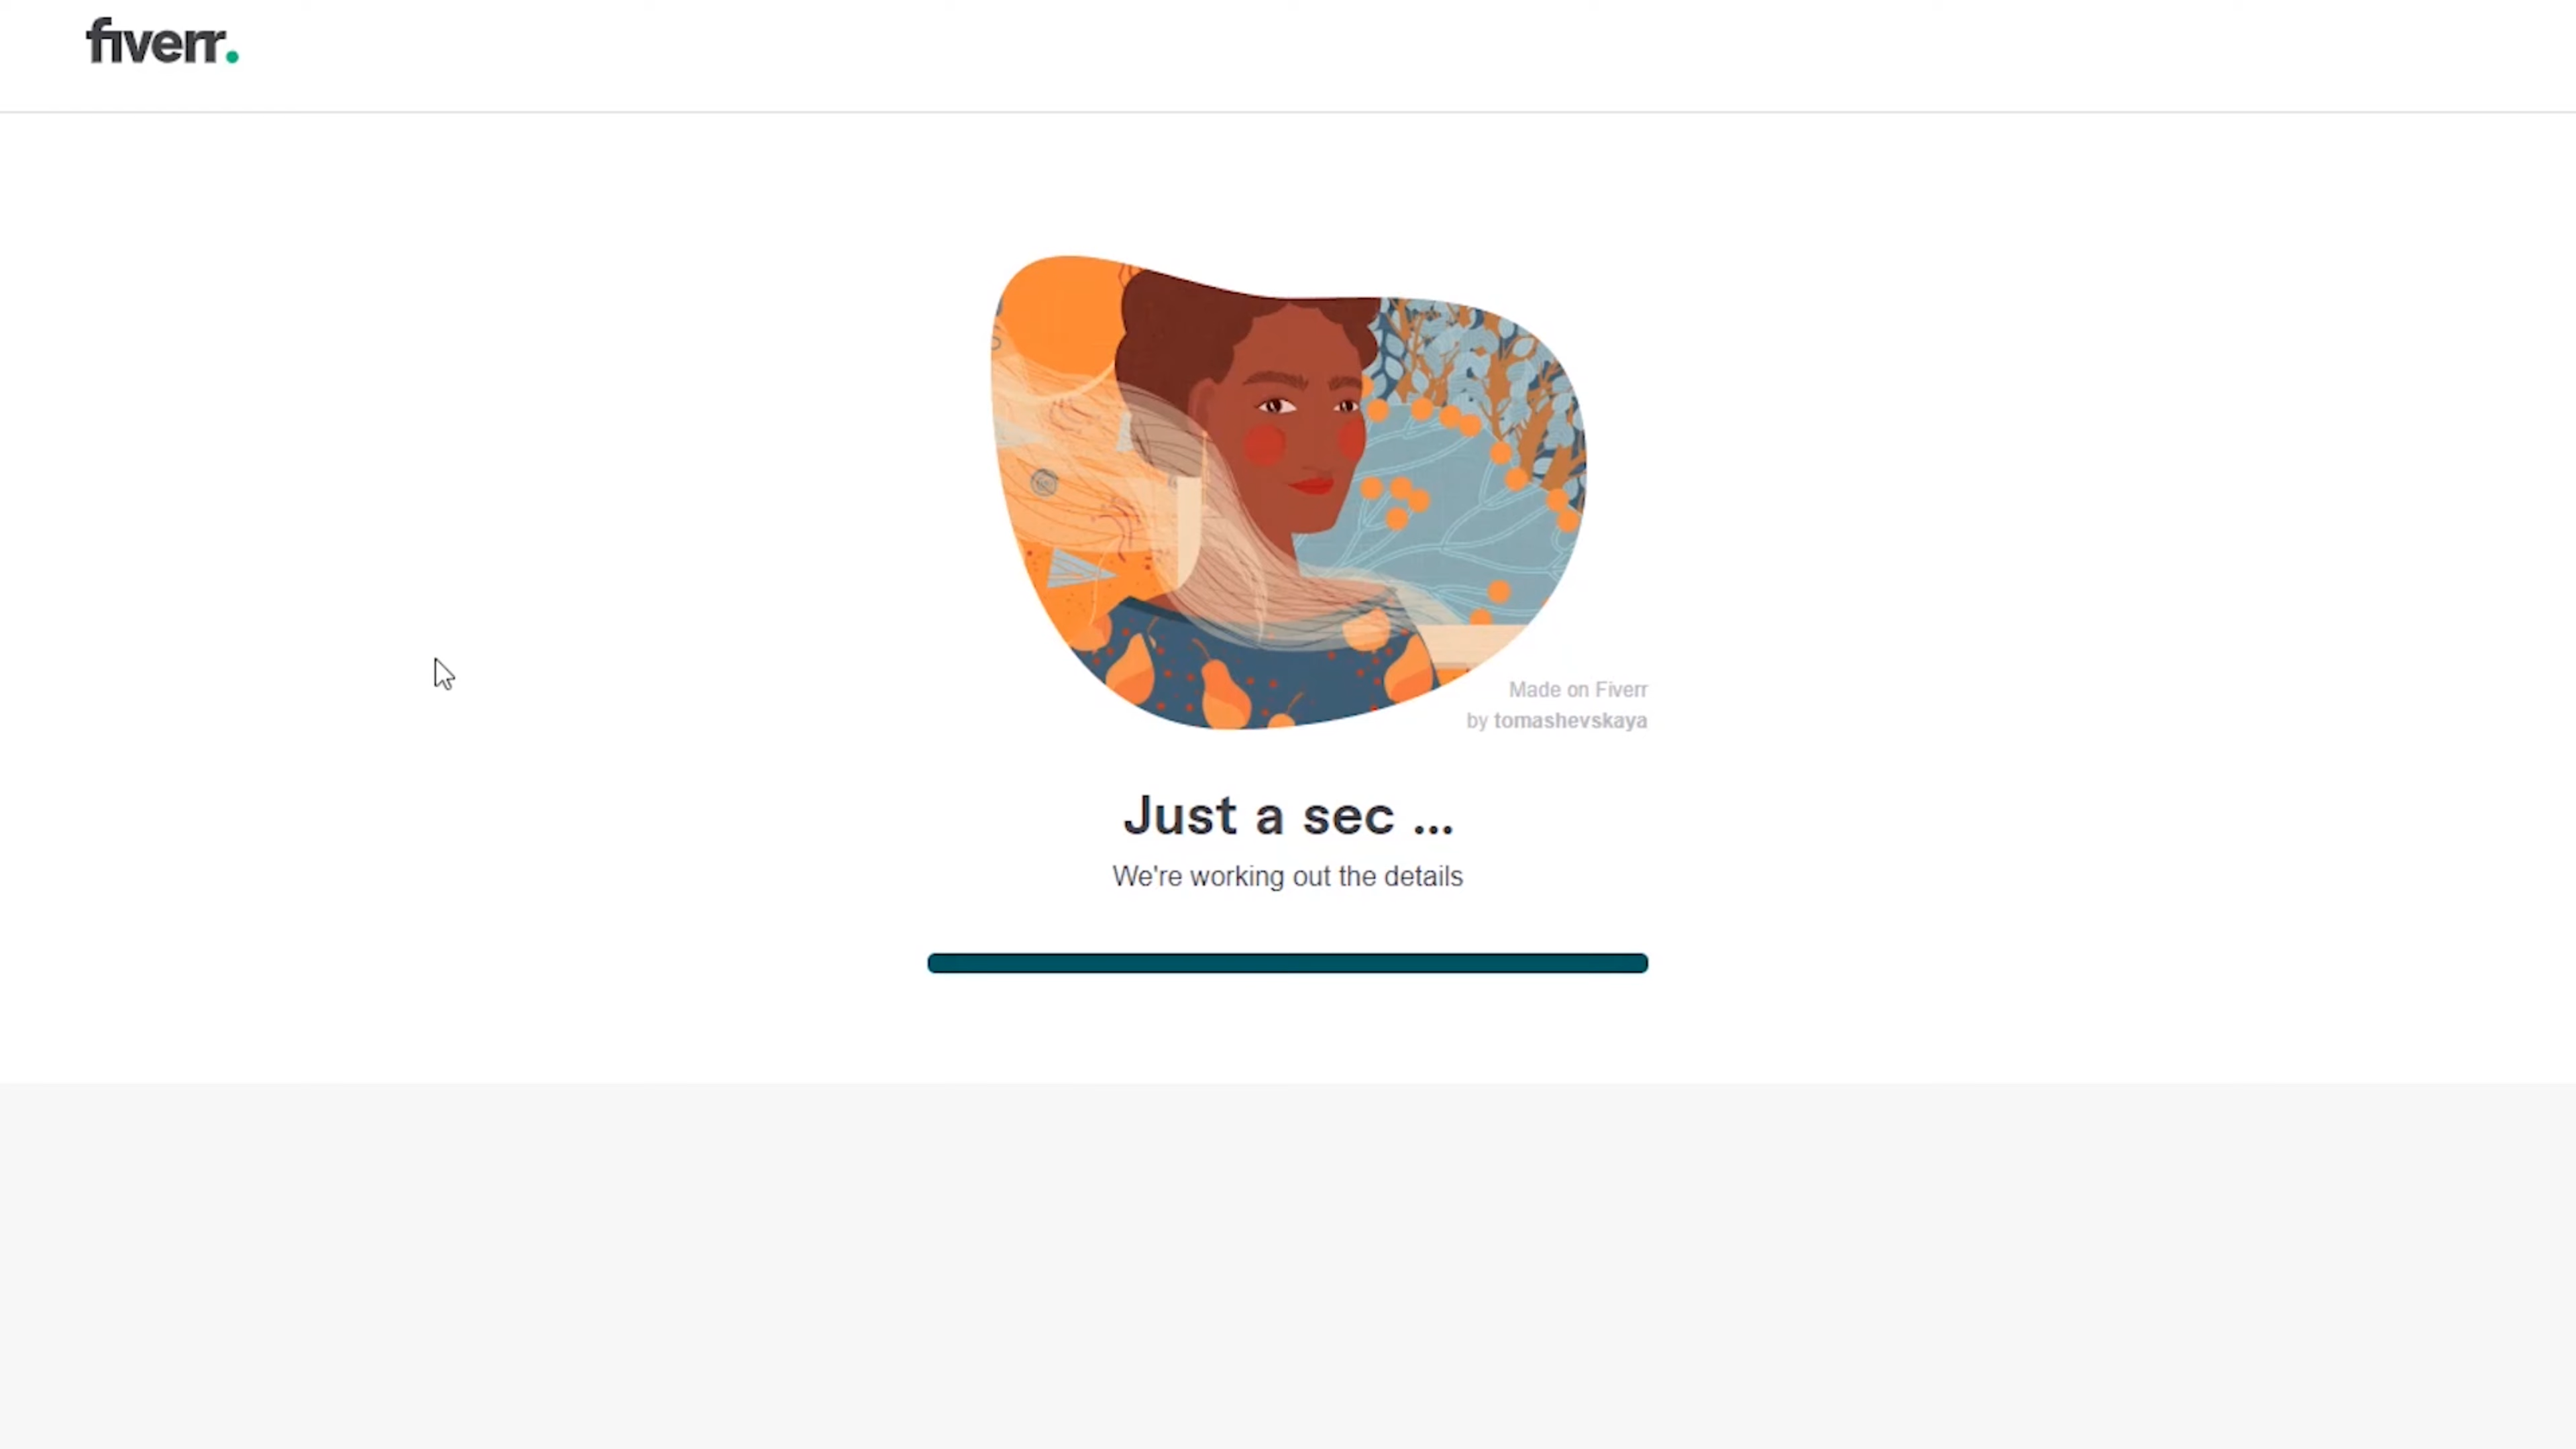 fiverr.
Made on Fiverr
by tomashevskaya
Just a sec ...
We're working out the details